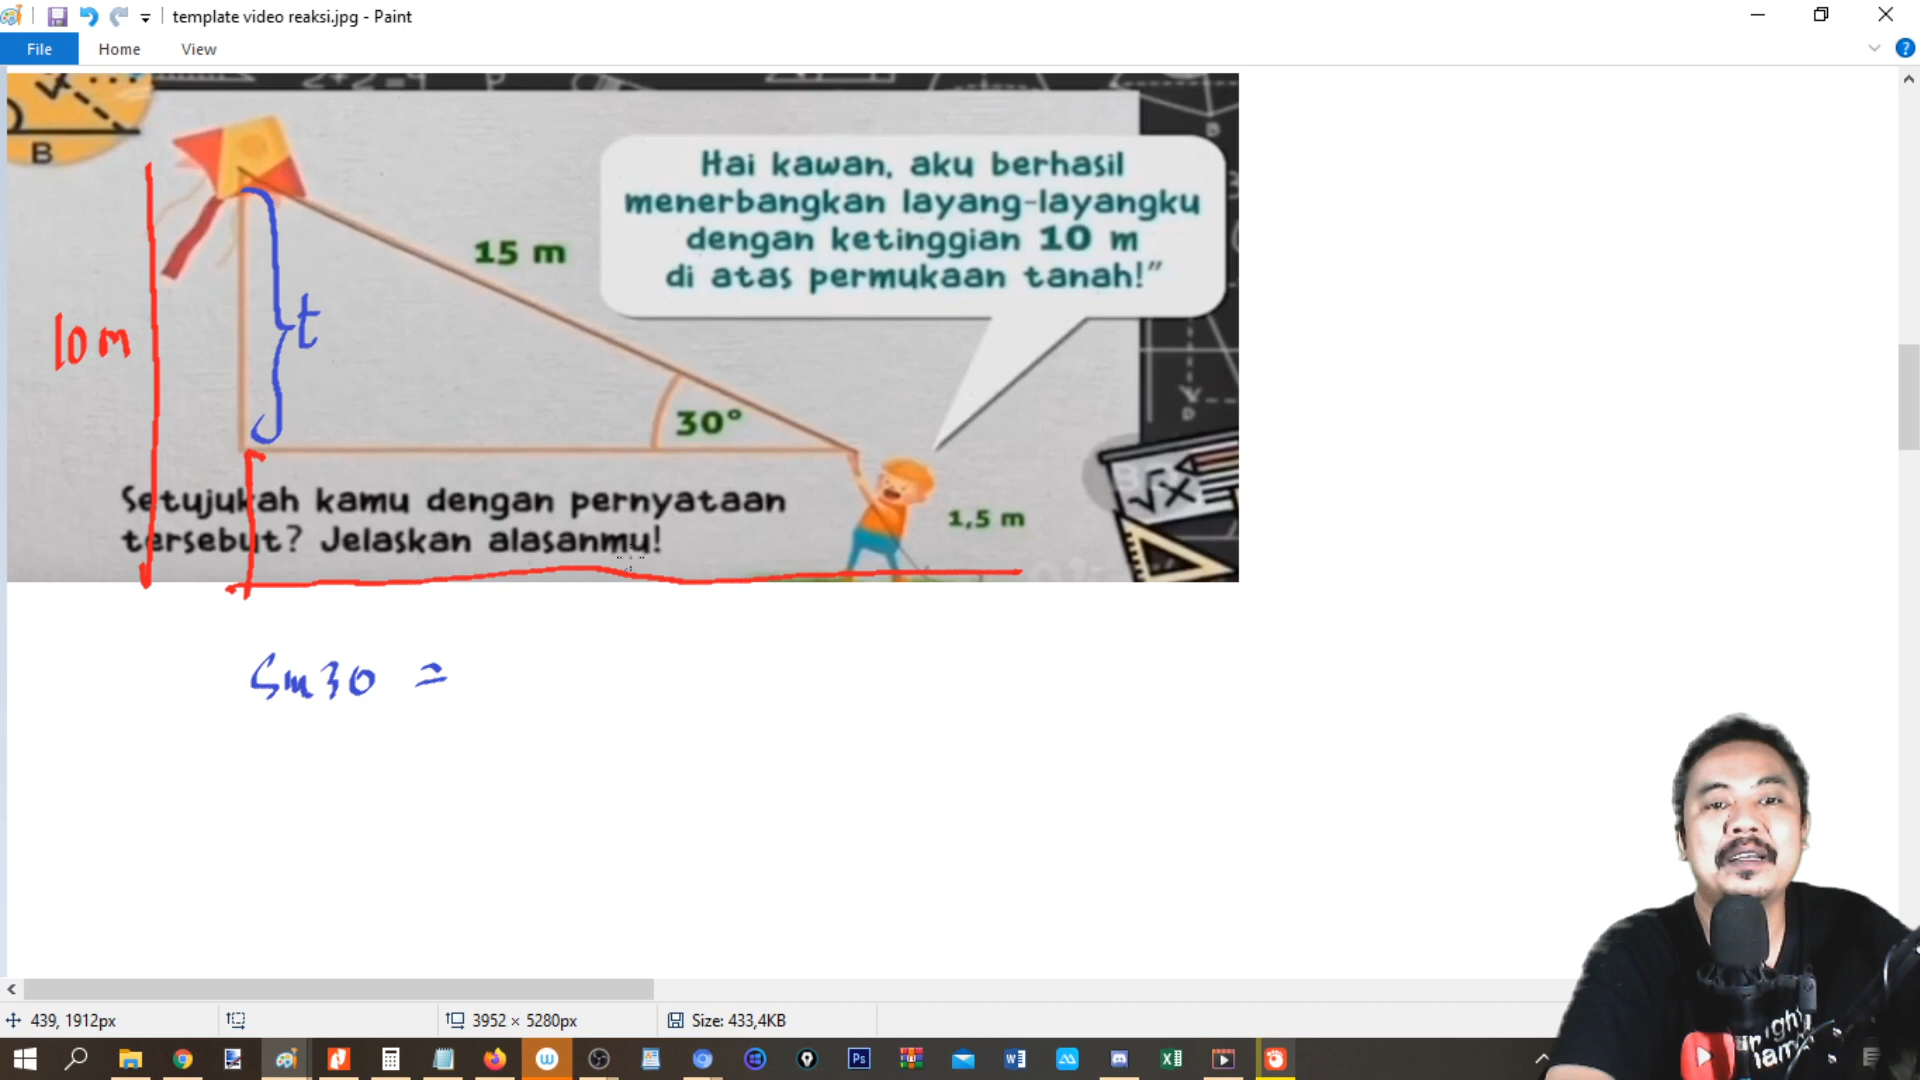 template video reaksi.jpg - Paint
File Home View
B
15 m
Hai kawan, aku berhasil
menerbangkan layang-layangku
dengan ketinggian 10 m
di atas permukaan tanah!”
10 m
t
30°
Setujukah kamu dengan pernyataan
tersebut? Jelaskan alasanmu!
1,5 m
√x
B
D
Sin 30 =
439, 1912px
3952 × 5280px
Size: 433,4KB
Ps